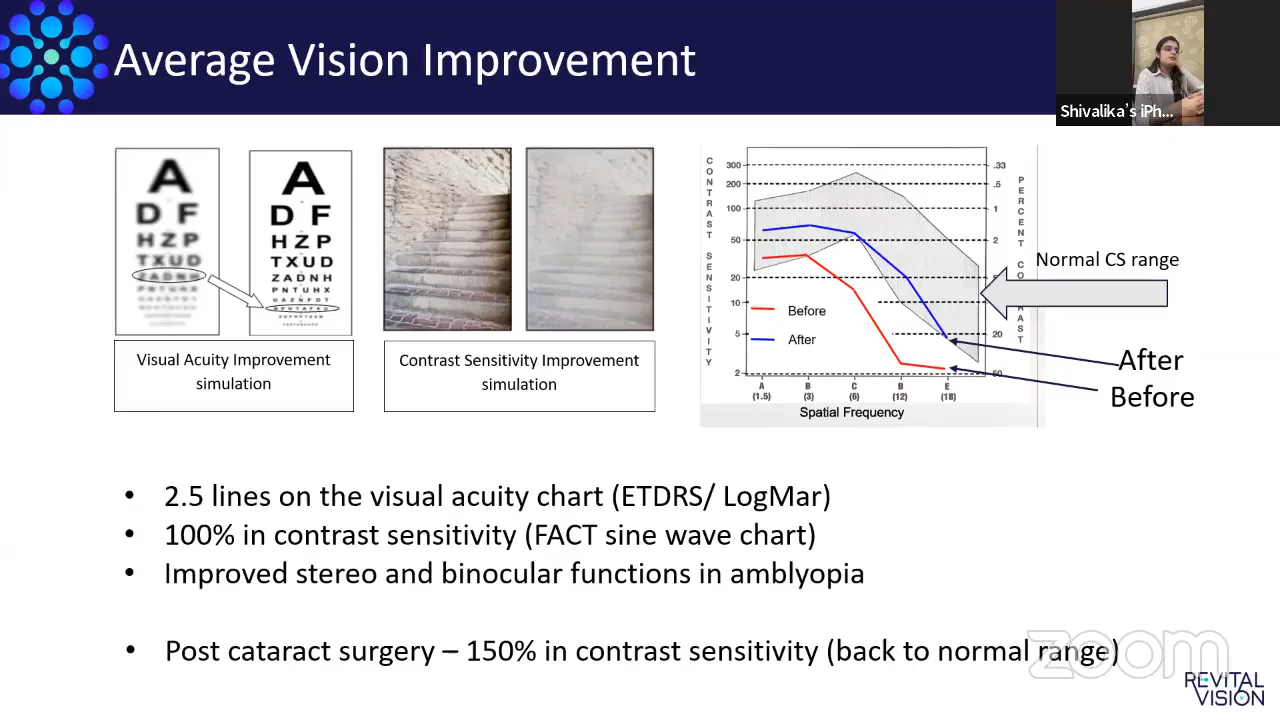 Average Vision Improvement
Shivalika's iPh...
A
D F
H Z P
T X U D
Z A D N H
A
D F
H Z P
T X U D
Z A D N H
P N T U H X
U A Z N F D T
Visual Acuity Improvement
simulation
Contrast Sensitivity Improvement
simulation
CONTRAST SENSITIVITY
300
200
100
50
20
10
5
2
.33
.5
1
2
20
50
PERCENT CO
RAST
Before
After
A
(1.5)
B
(3)
C
(6)
D
(12)
E
(18)
Spatial Frequency
Normal CS range
After
Before
• 2.5 lines on the visual acuity chart (ETDRS/ LogMar)
• 100% in contrast sensitivity (FACT sine wave chart)
• Improved stereo and binocular functions in amblyopia
• Post cataract surgery – 150% in contrast sensitivity (back to normal range)
zoom
REVITAL
VISION